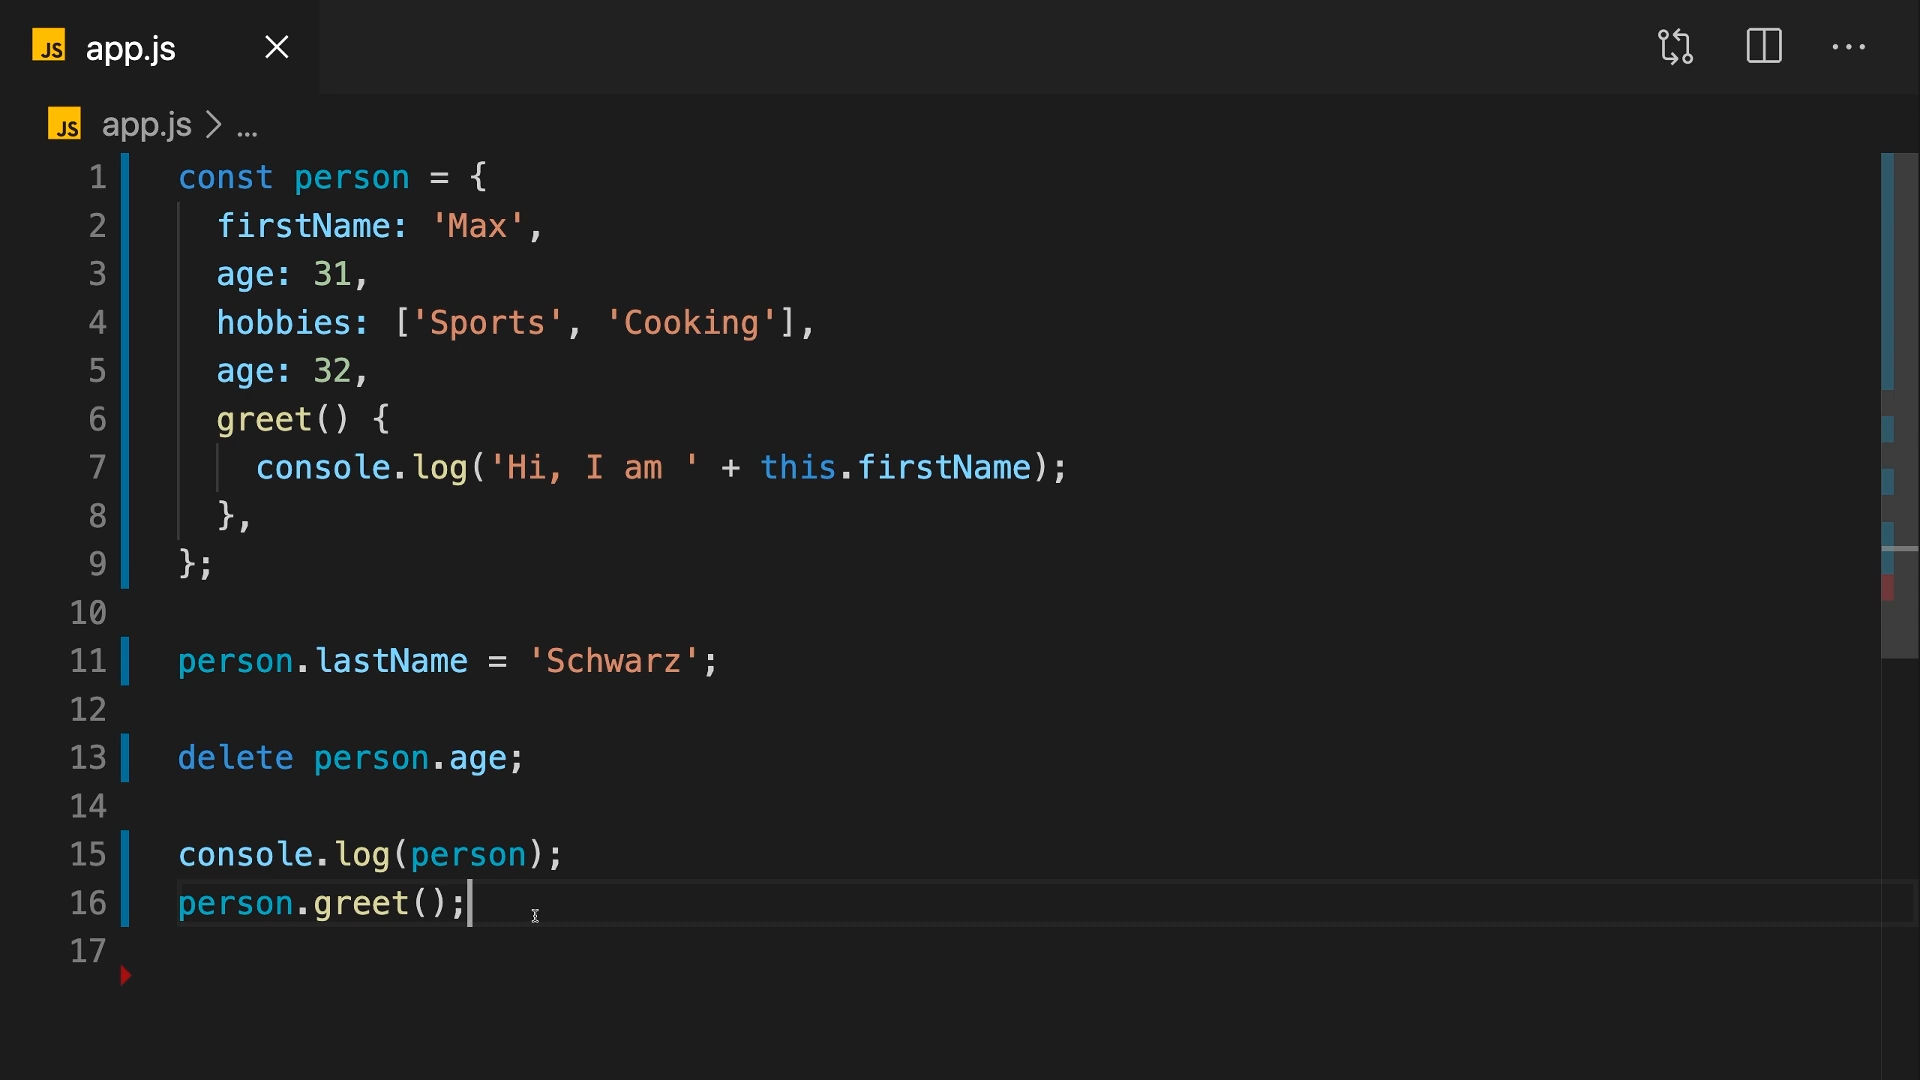 JS app.js
JS app.js > ...
1 const person = {
2 firstName: 'Max',
3 age: 31,
4 hobbies: ['Sports', 'Cooking'],
5 age: 32,
6 greet() {
7 console.log('Hi, I am ' + this.firstName);
8 },
9 };
10
11 person.lastName = 'Schwarz';
12
13 delete person.age;
14
15 console.log(person);
16 person.greet();
17